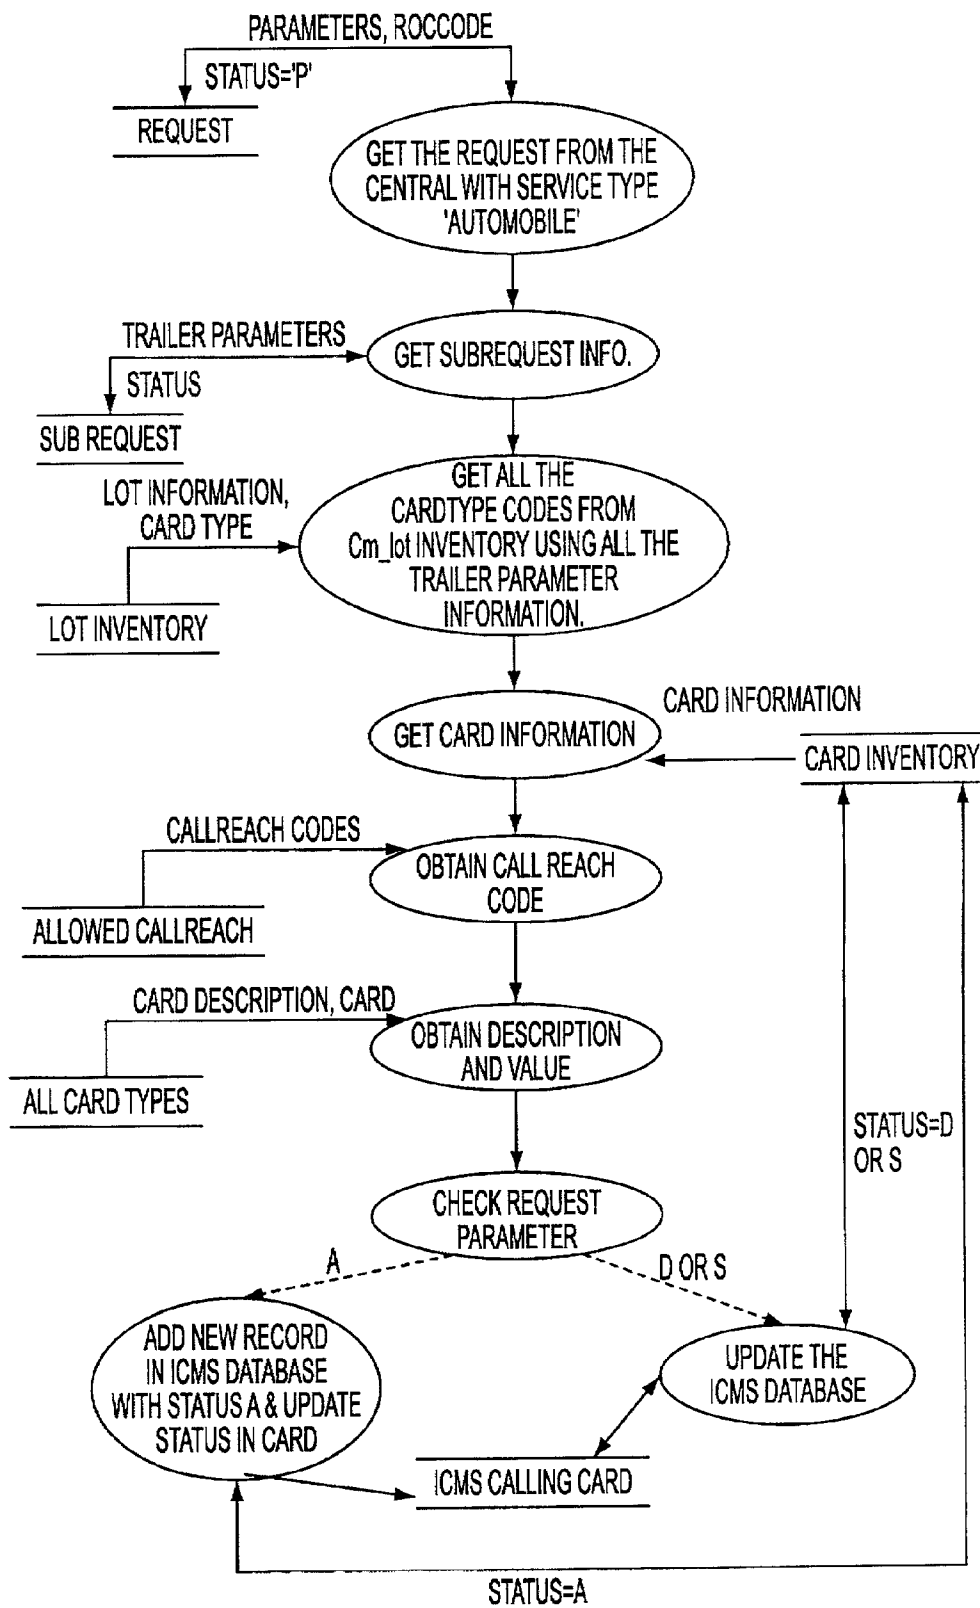 PARAMETERS, ROCCODE
STATUS='P'
REQUEST
GET THE REQUEST FROM THE
CENTRAL WITH SERVICE TYPE
'AUTOMOBILE'
TRAILER PARAMETERS
GET SUBREQUEST INFO.
STATUS
SUB REQUEST
LOT INFORMATION,
CARD TYPE
GET ALL THE
CARDTYPE CODES FROM
Cm_lot INVENTORY USING ALL THE
TRAILER PARAMETER
INFORMATION.
LOT INVENTORY
CARD INFORMATION
GET CARD INFORMATION
CARD INVENTORY
CALLREACH CODES
OBTAIN CALL REACH
CODE
ALLOWED CALLREACH
CARD DESCRIPTION, CARD
OBTAIN DESCRIPTION
AND VALUE
ALL CARD TYPES
STATUS=D
OR S
CHECK REQUEST
PARAMETER
A
D OR S
ADD NEW RECORD
IN ICMS DATABASE
WITH STATUS A & UPDATE
STATUS IN CARD
UPDATE THE
ICMS DATABASE
ICMS CALLING CARD
STATUS=A